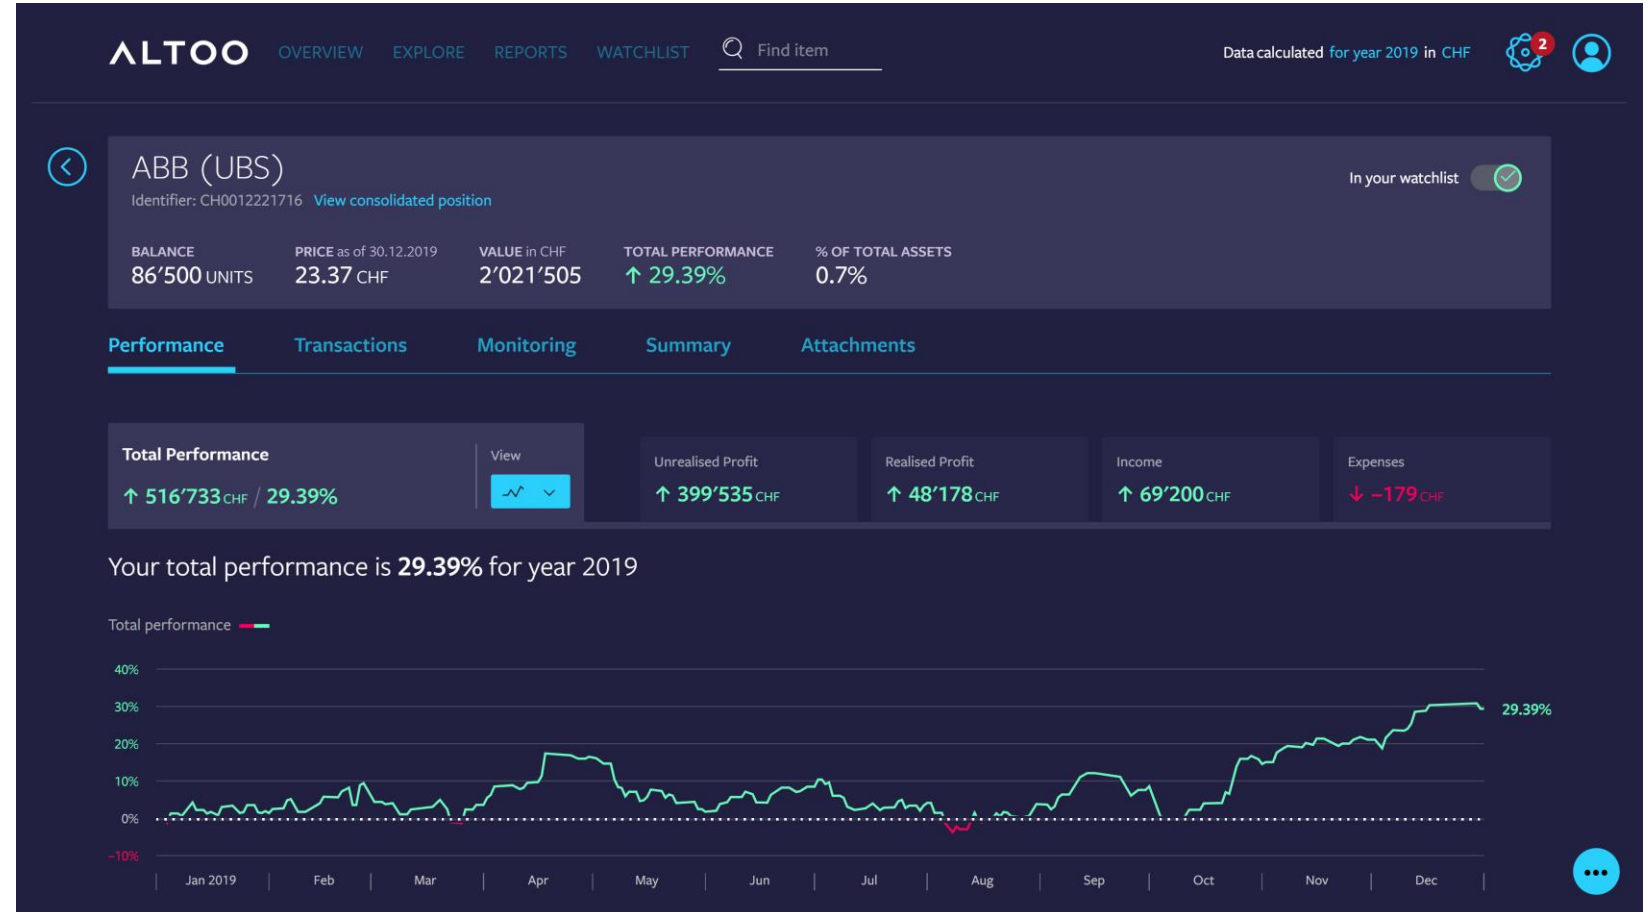 ALTOO OVERVIEW EXPLORE REPORTS WATCHLIST Find item Data calculated for year 2019 in CHF 2
ABB (UBS)
In your watchlist
Identifier: CH0012221716 View consolidated position
BALANCE PRICE as of 30.12.2019 VALUE in CHF TOTAL PERFORMANCE % OF TOTAL ASSETS
86′500 UNITS 23.37 CHF 2′021′505 ↑ 29.39% 0.7%
Performance Transactions Monitoring Summary Attachments
Total Performance View Unrealised Profit Realised Profit Income Expenses
↑ 516′733 CHF / 29.39% ↑ 399′535 CHF ↑ 48′178 CHF ↑ 69′200 CHF ↓ −179 CHF
Your total performance is 29.39% for year 2019
Total performance
40%
30%
29.39%
20%
10%
0%
−10%
Jan 2019 Feb Mar Apr May Jun Jul Aug Sep Oct Nov Dec